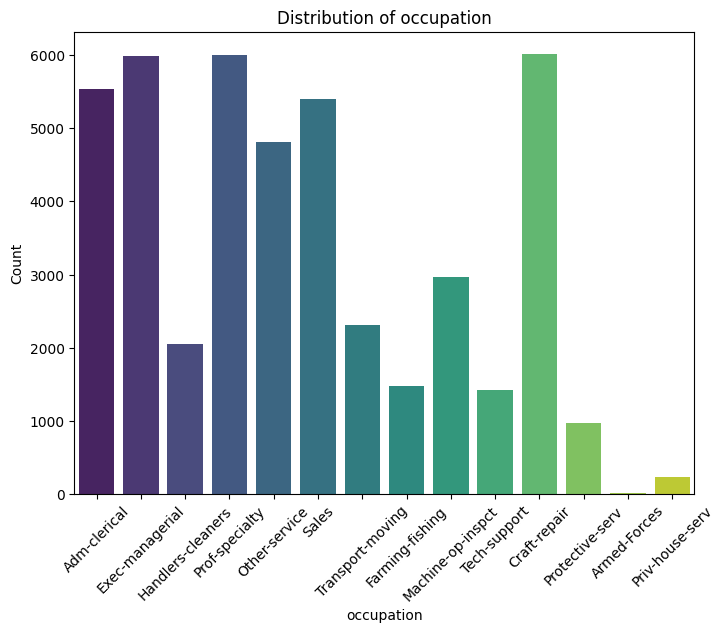 Distribution of occupation
6000
5000
4000
3000
2000
1000
0
Count
Adm-clerical
Exec-managerial
Handlers-cleaners
Prof-specialty
Other-service
Sales
Transport-moving
Farming-fishing
Machine-op-inspct
Tech-support
Craft-repair
Protective-serv
Armed-Forces
Priv-house-serv
occupation